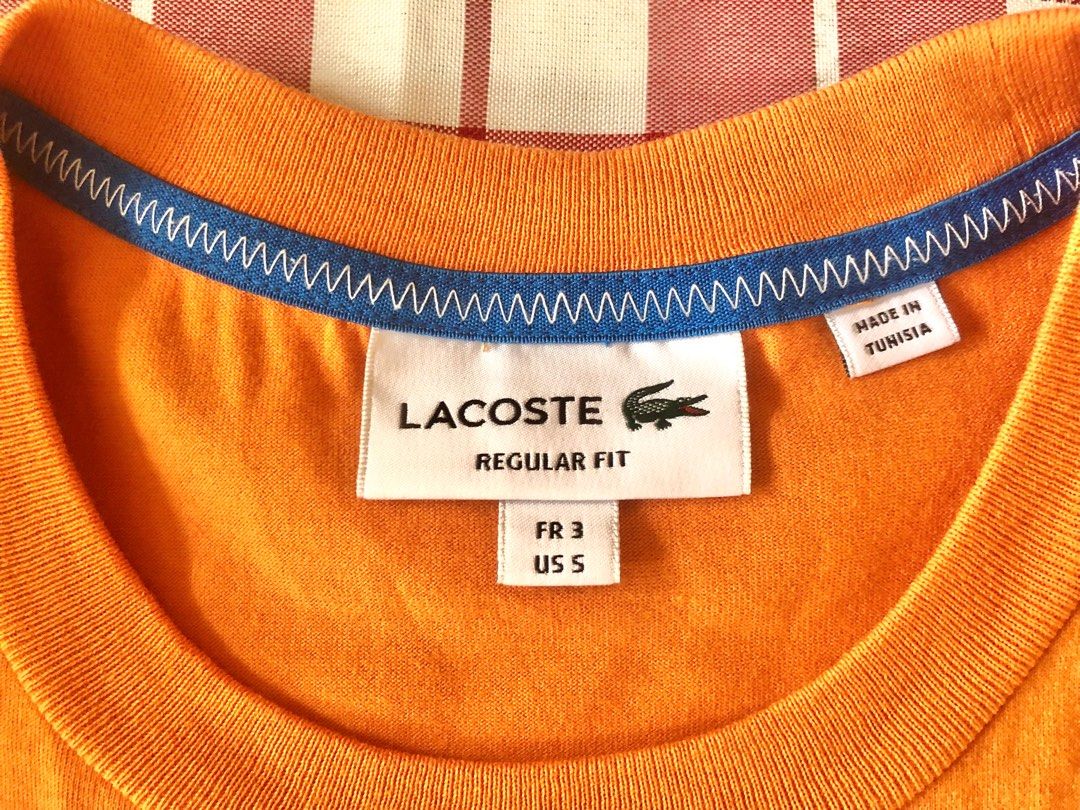 MADE IN
TUNISIA
LACOSTE
REGULAR FIT
FR 3
US S